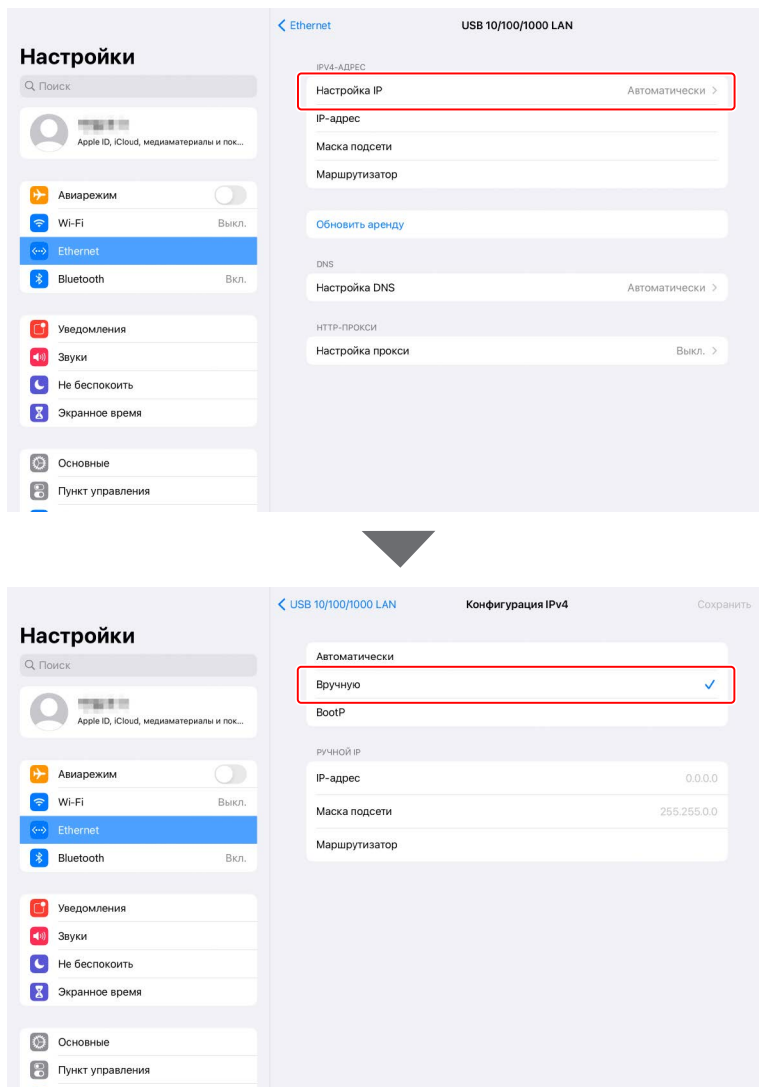 Ethernet
USB 10/100/1000 LAN
Настройки
Поиск
Apple ID, iCloud, медиаматериалы и пок...
Авиарежим
Wi-Fi Выкл.
Ethernet
Bluetooth Вкл.
Уведомления
Звуки
Не беспокоить
Экранное время
Основные
Пункт управления
IPV4-АДРЕС
Настройка IP Автоматически
IP-адрес
Маска подсети
Маршрутизатор
Обновить аренду
DNS
Настройка DNS Автоматически
HTTP-ПРОКСИ
Настройка прокси Выкл.
USB 10/100/1000 LAN
Конфигурация IPv4
Сохранить
Настройки
Поиск
Apple ID, iCloud, медиаматериалы и пок...
Авиарежим
Wi-Fi Выкл.
Ethernet
Bluetooth Вкл.
Уведомления
Звуки
Не беспокоить
Экранное время
Основные
Пункт управления
Автоматически
Вручную
BootP
РУЧНОЙ IP
IP-адрес 0.0.0.0
Маска подсети 255.255.0.0
Маршрутизатор